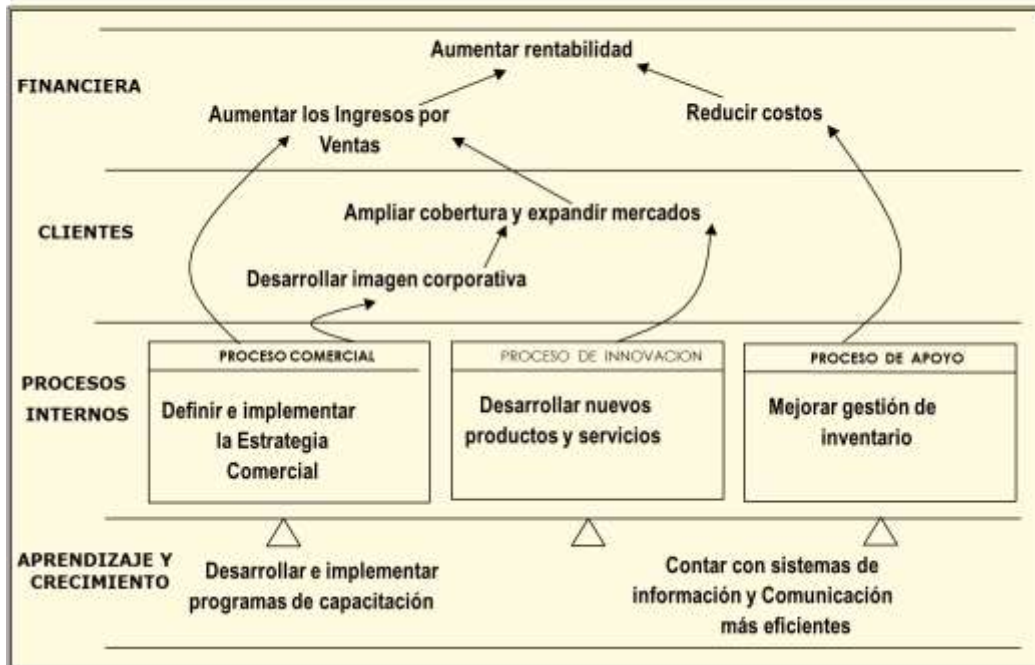 Aumentar rentabilidad
FINANCIERA
Aumentar los Ingresos por
Ventas
Reducir costos
CLIENTES
Ampliar cobertura y expandir mercados
Desarrollar imagen corporativa
PROCESOS
INTERNOS
PROCESO COMERCIAL
Definir e implementar
la Estrategia
Comercial
PROCESO DE INNOVACION
Desarrollar nuevos
productos y servicios
PROCESO DE APOYO
Mejorar gestión de
inventario
APRENDIZAJE Y
CRECIMIENTO
Desarrollar e implementar
programas de capacitación
Contar con sistemas de
información y Comunicación
más eficientes